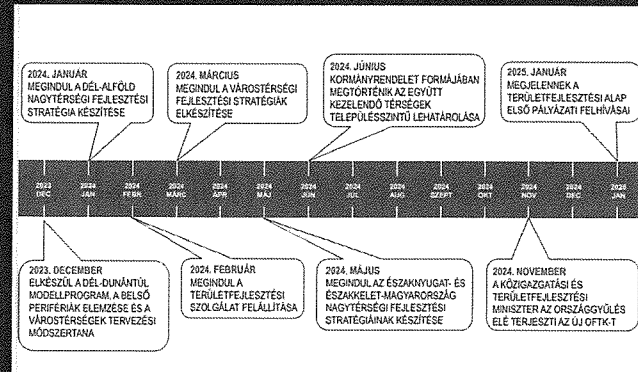 2024. JANUÁR
MEGINDUL A DÉL-ALFÖLD
NAGYTÉRSÉGI FEJLESZTÉSI
STRATÉGIA KÉSZÍTÉSE
2024. MÁRCIUS
MEGINDUL A VÁROSTÉRSÉGI
FEJLESZTÉSI STRATÉGIÁK
ELKÉSZÍTÉSE
2024. JÚNIUS
KORMÁNYRENDELET FORMÁJÁBAN
MEGTÖRTÉNIK AZ EGYÜTT
KEZELENDŐ TÉRSÉGEK
TELEPÜLÉSSZINTŰ LEHATÁROLÁSA
2025. JANUÁR
MEGJELENNEK A
TERÜLETFEJLESZTÉSI ALAP
ELSŐ PÁLYÁZATI FELHÍVÁSAI
2023 2024 2024 2024 2024 2024 2024 2024 2024 2024 2024 2024 2024 2025
DEC JAN FEBR. MÁRC ÁPR MÁJ JÚN JÚL AUG SZEPT OKT NOV DEC JAN
2023. DECEMBER
ELKÉSZÜL A DÉL-DUNÁNTÚL
MODELLPROGRAM, A BELSŐ
PERIFÉRIÁK ELEMZÉSE ÉS A
VÁROSTÉRSÉGEK TERVEZÉSI
MÓDSZERTANA
2024. FEBRUÁR
MEGINDUL A
TERÜLETFEJLESZTÉSI
SZOLGÁLAT FELÁLLÍTÁSA
2024. MÁJUS
MEGINDUL AZ ÉSZAKNYUGAT- ÉS
ÉSZAKKELET-MAGYARORSZÁG
NAGYTÉRSÉGI FEJLESZTÉSI
STRATÉGIÁINAK KÉSZÍTÉSE
2024. NOVEMBER
A KÖZIGAZGATÁSI ÉS
TERÜLETFEJLESZTÉSI
MINISZTER AZ ORSZÁGGYŰLÉS
ELÉ TERJESZTI AZ ÚJ OFTK-T